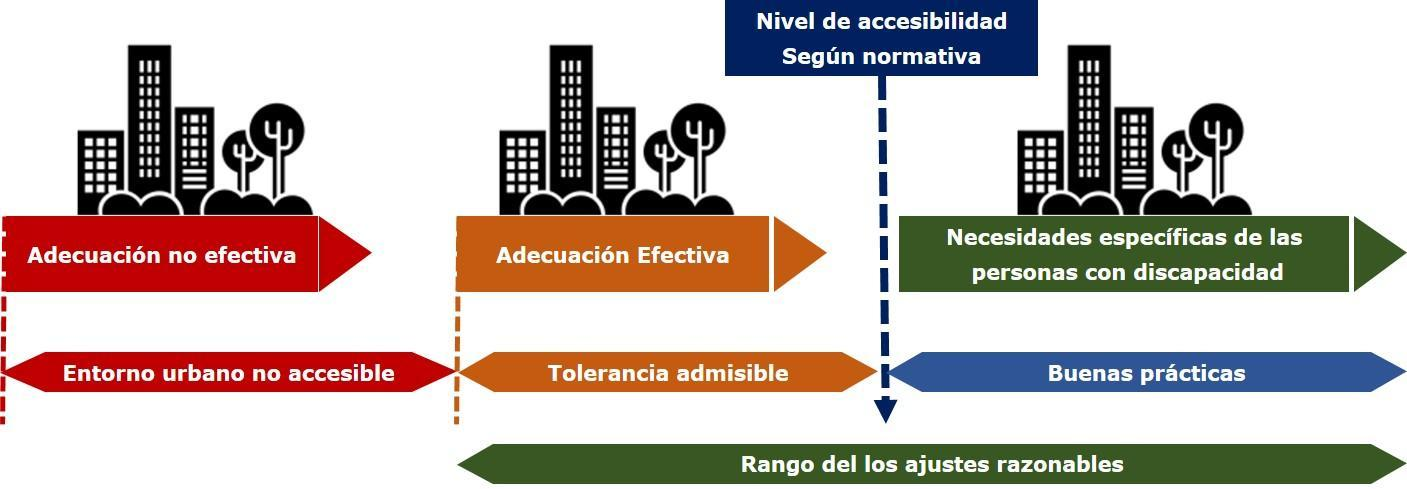 Nivel de accesibilidad
Según normativa
Adecuación no efectiva
Adecuación Efectiva
Necesidades específicas de las
personas con discapacidad
Entorno urbano no accesible
Tolerancia admisible
Buenas prácticas
Rango del los ajustes razonables